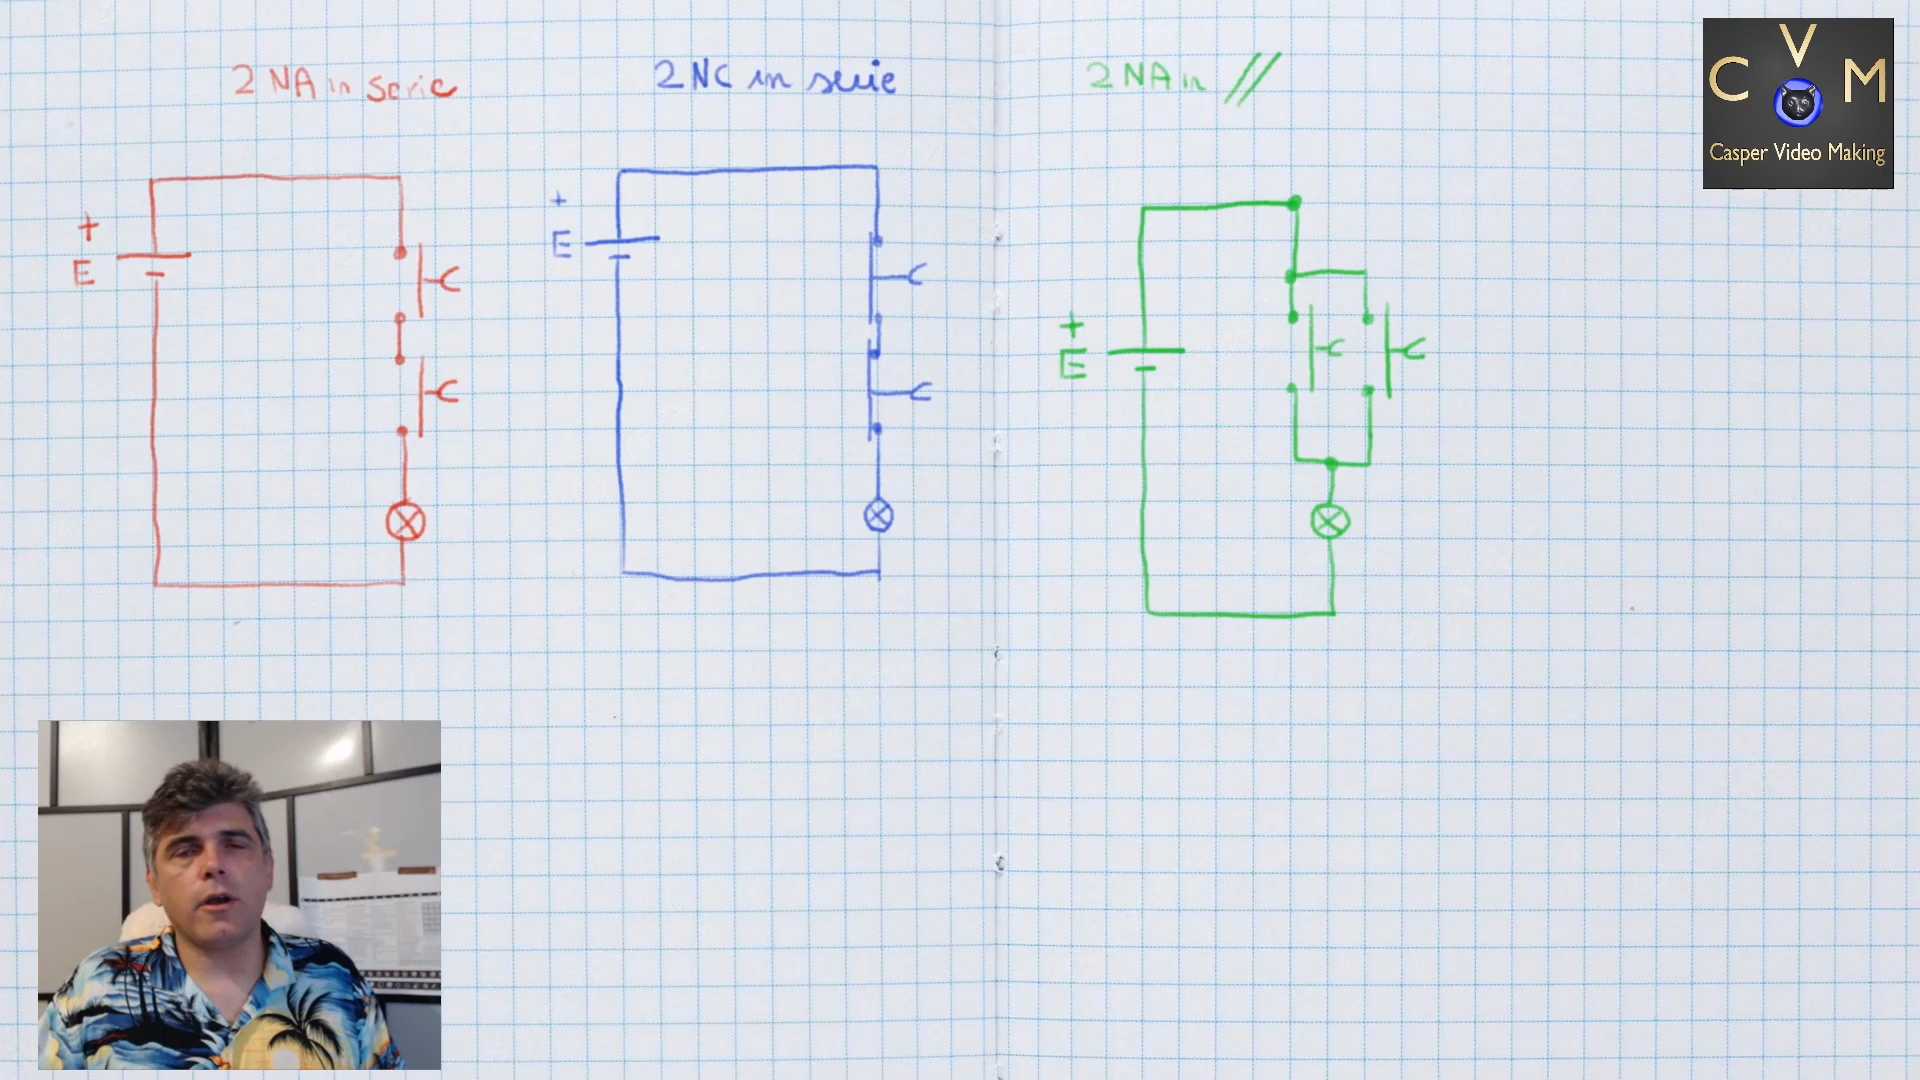 2 NA in serie
2 NC in serie
2 NA in //
+
E
+
E
+
E
C V M
Casper Video Making